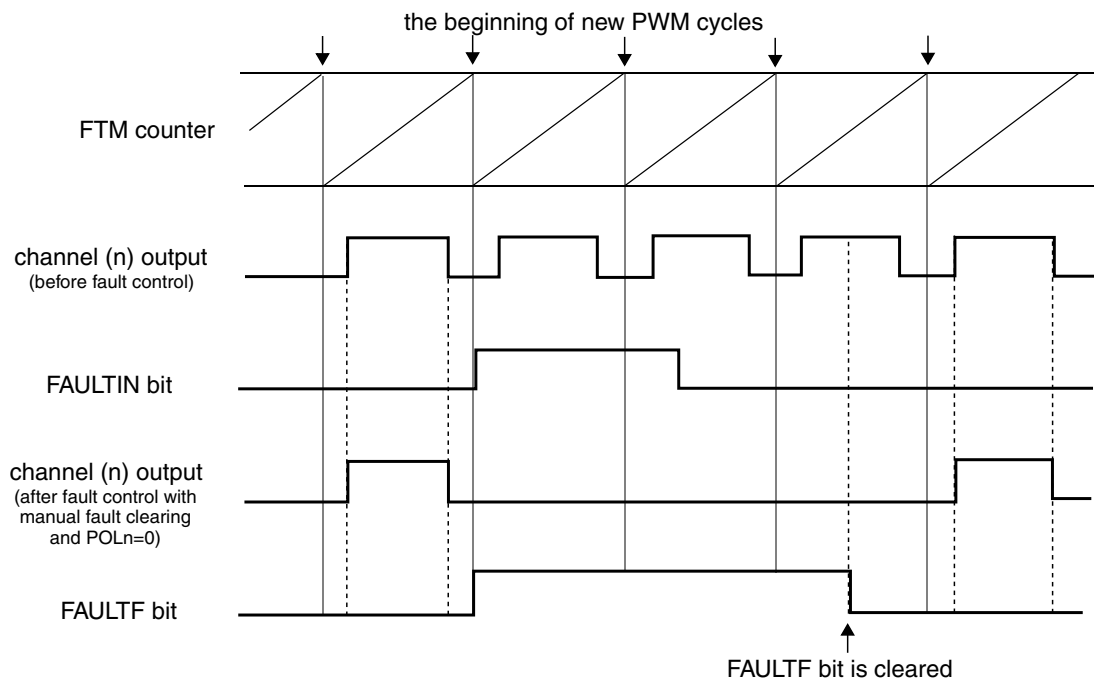 the beginning of new PWM cycles
FTM counter
channel (n) output
(before fault control)
FAULTIN bit
channel (n) output
(after fault control with
manual fault clearing
and POLn=0)
FAULTF bit
FAULTF bit is cleared